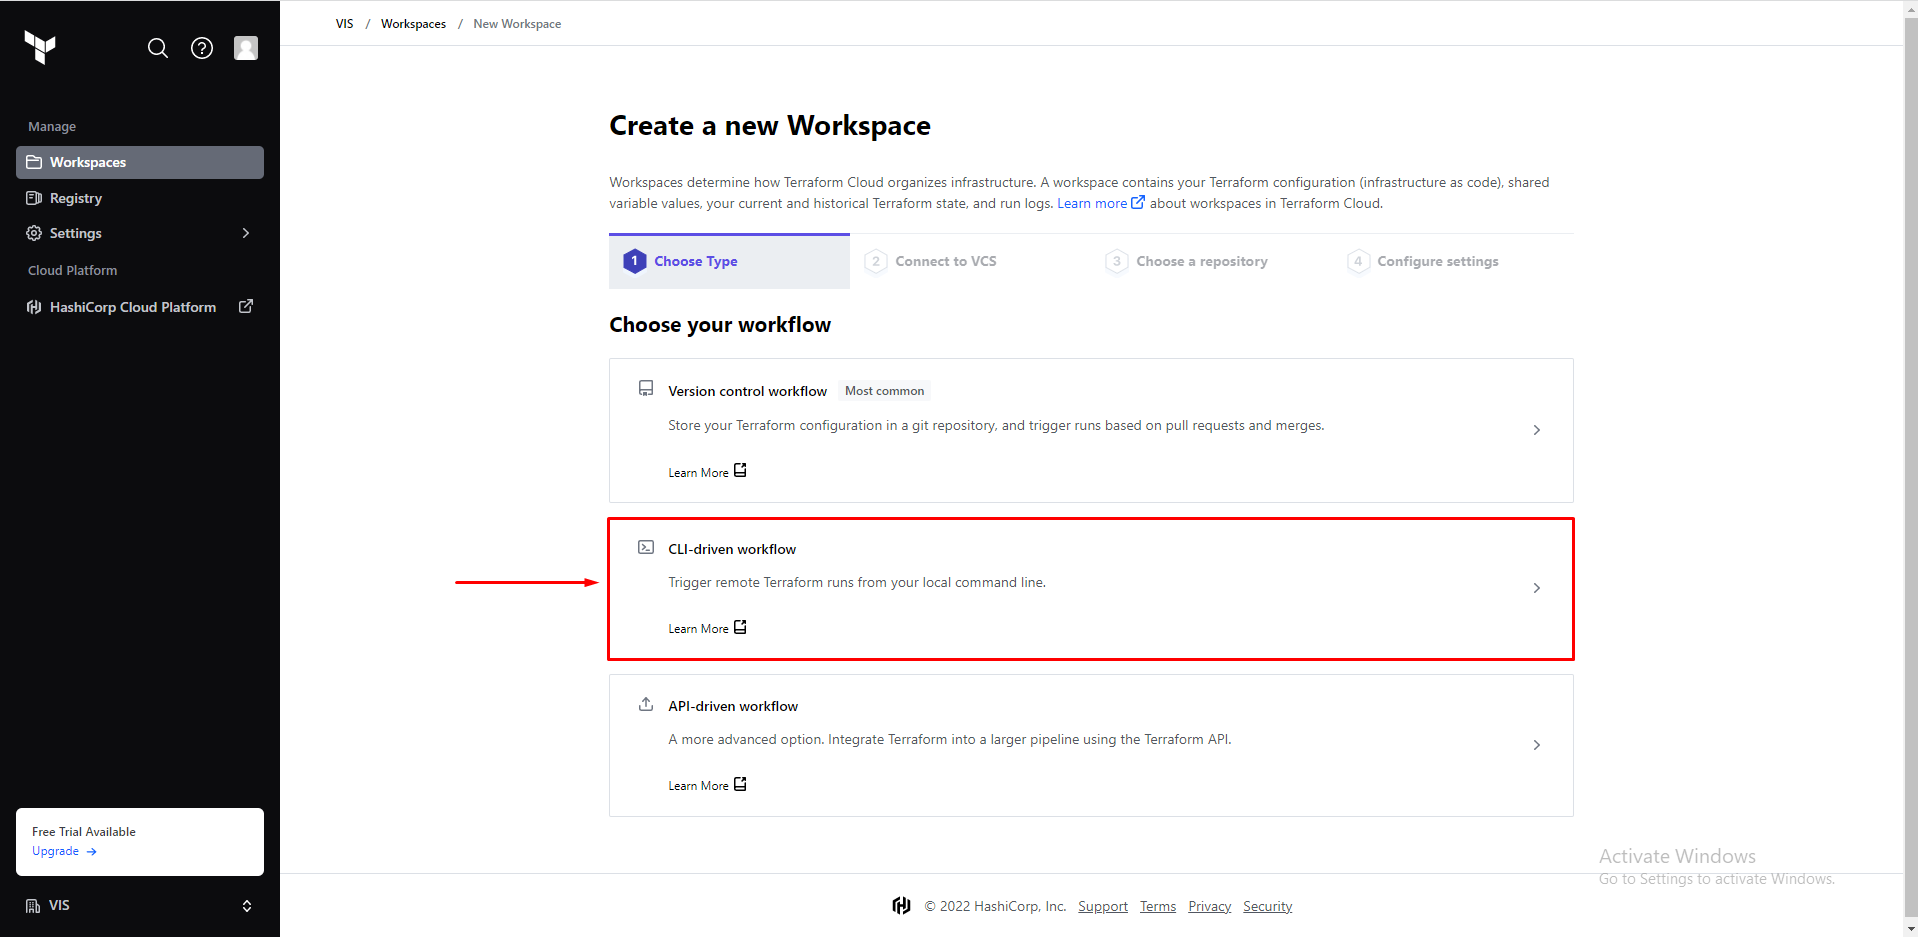 VIS / Workspaces / New Workspace
Manage
Workspaces
Registry
Settings
Cloud Platform
HashiCorp Cloud Platform
Free Trial Available
Upgrade →
VIS
Create a new Workspace
Workspaces determine how Terraform Cloud organizes infrastructure. A workspace contains your Terraform configuration (infrastructure as code), shared
variable values, your current and historical Terraform state, and run logs. Learn more about workspaces in Terraform Cloud.
1 Choose Type 2 Connect to VCS 3 Choose a repository 4 Configure settings
Choose your workflow
Version control workflow Most common
Store your Terraform configuration in a git repository, and trigger runs based on pull requests and merges.
Learn More
CLI-driven workflow
Trigger remote Terraform runs from your local command line.
Learn More
API-driven workflow
A more advanced option. Integrate Terraform into a larger pipeline using the Terraform API.
Learn More
Activate Windows
Go to Settings to activate Windows.
© 2022 HashiCorp, Inc. Support Terms Privacy Security